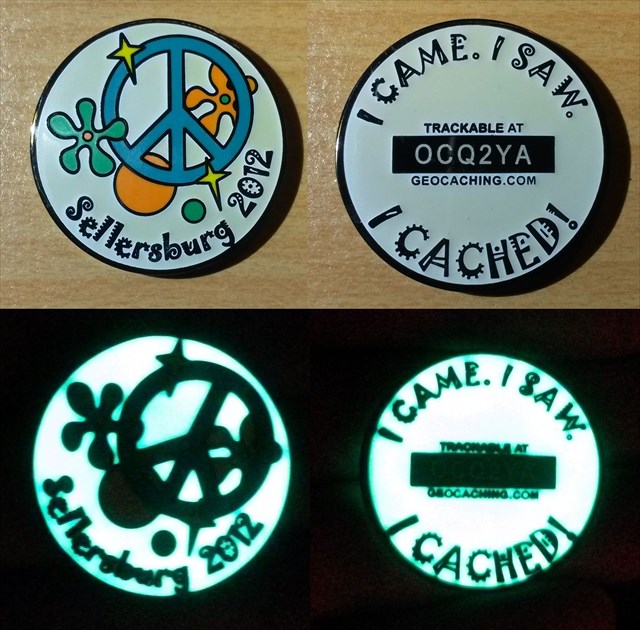 Sellersburg 2012
I CAME. I SAW.
TRACKABLE AT
OCQ2YA
GEOCACHING.COM
I CACHED!
Sellersburg 2012
I CAME. I SAW.
TRACKABLE AT
OCQ2YA
GEOCACHING.COM
I CACHED!